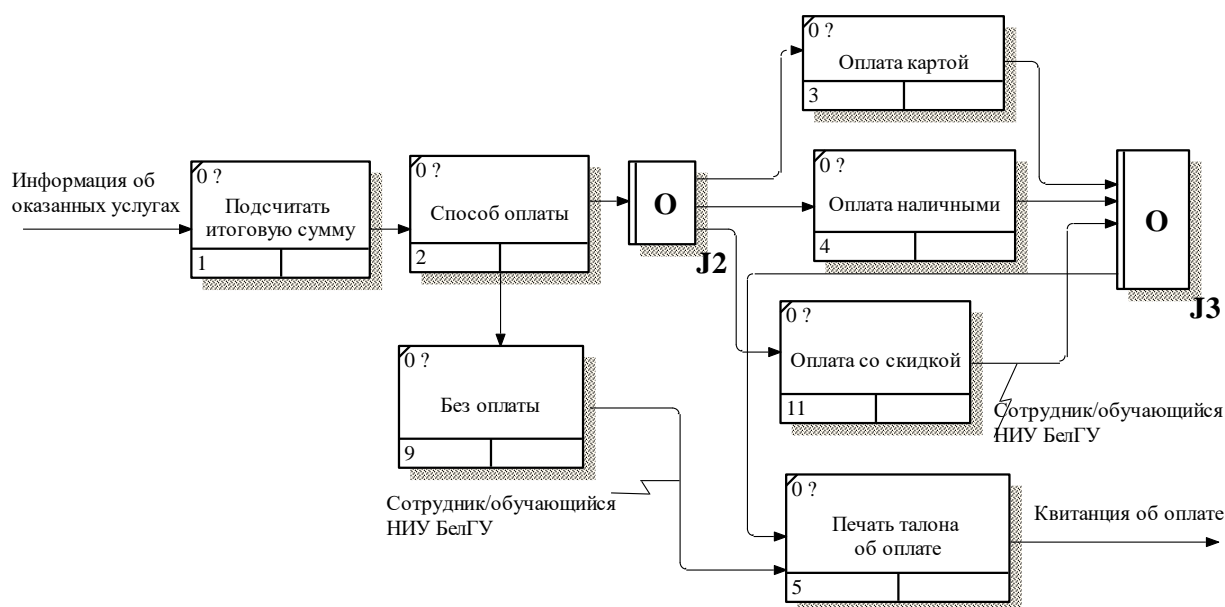 0 ?
Оплата картой
3
Информация об
оказанных услугах
0 ?
Подсчитать
итоговую сумму
1
0 ?
Способ оплаты
2
О
J2
0 ?
Оплата наличными
4
О
J3
0 ?
Без оплаты
9
0 ?
Оплата со скидкой
11
Сотрудник/обучающийся
НИУ БелГУ
Сотрудник/обучающийся
НИУ БелГУ
0 ?
Печать талона
об оплате
5
Квитанция об оплате